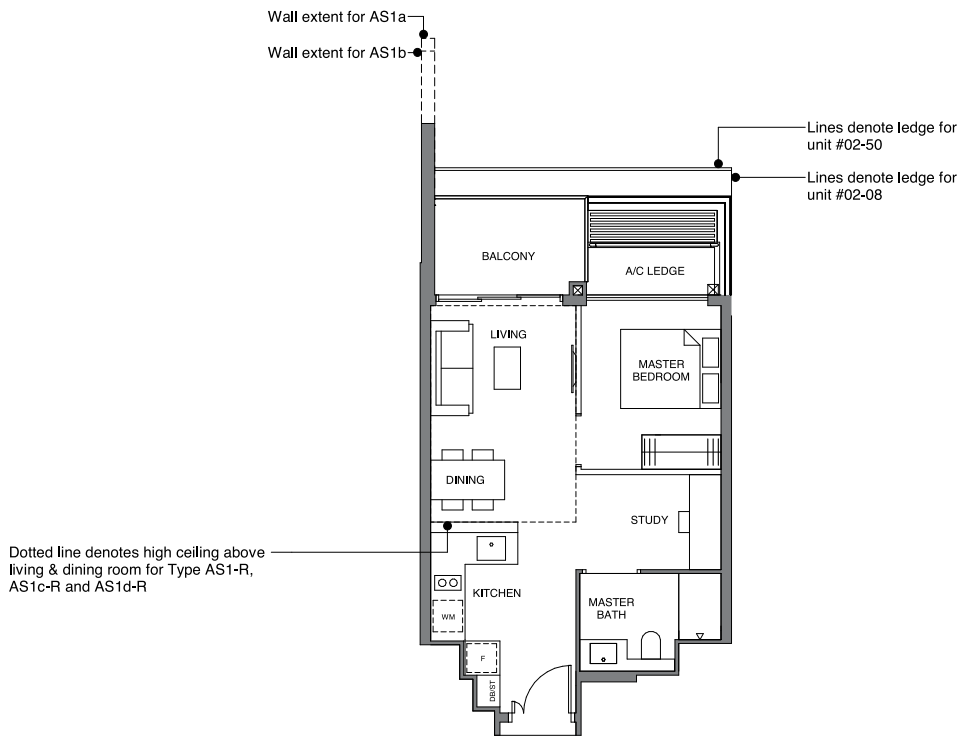 Wall extent for AS1a
Wall extent for AS1b
Lines denote ledge for
unit #02-50
Lines denote ledge for
unit #02-08
BALCONY
A/C LEDGE
LIVING
MASTER
BEDROOM
DINING
STUDY
Dotted line denotes high ceiling above
living & dining room for Type AS1-R,
AS1c-R and AS1d-R
KITCHEN
MASTER
BATH
WM
F
DB/ST